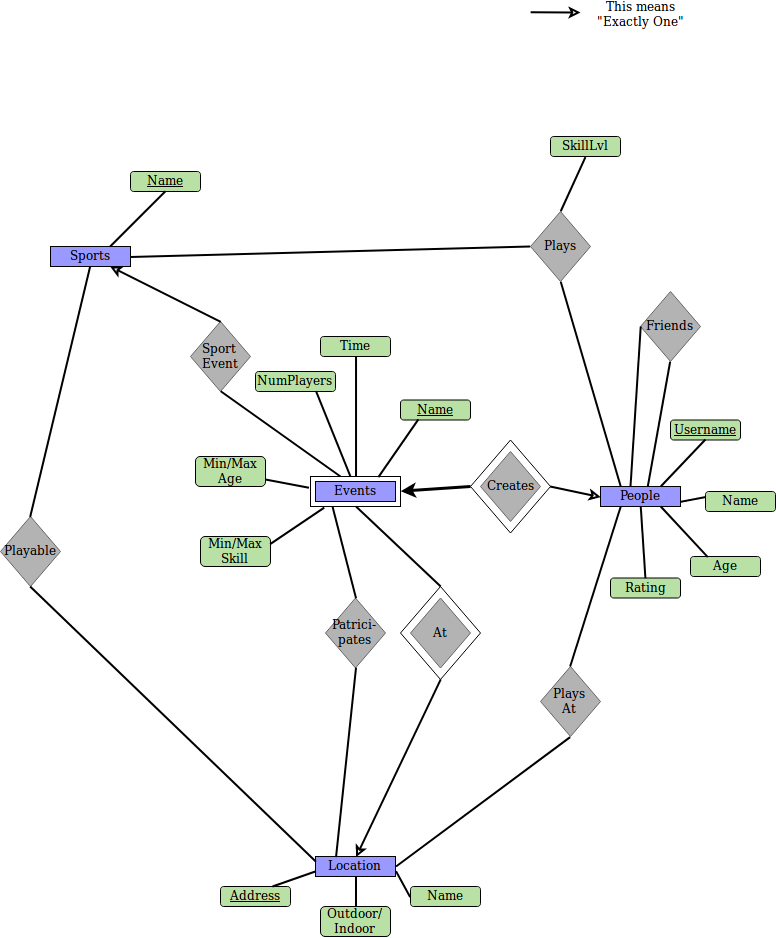 This means
"Exactly One"
SkillLvl
Name
Plays
Sports
Friends
Sport
Event
Time
NumPlayers
Name
Username
Min/Max
Age
Events
Creates
People
Name
Min/Max
Skill
Playable
Age
Rating
Patrici-
pates
At
Plays
At
Location
Address
Name
Outdoor/
Indoor